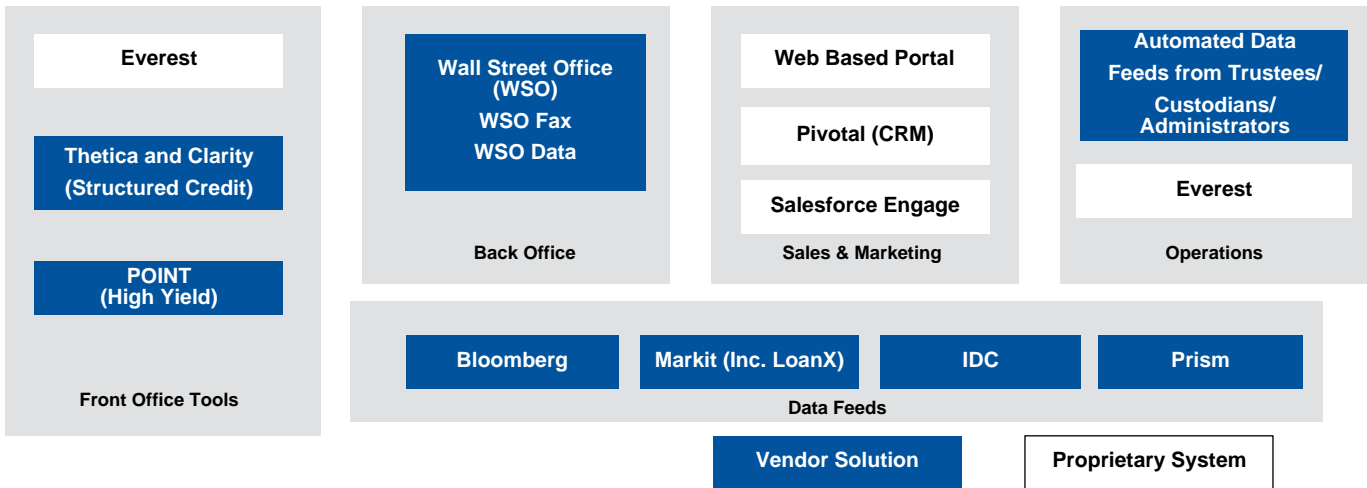 Everest
Thetica and Clarity
(Structured Credit)
POINT
(High Yield)
Front Office Tools
Wall Street Office
(WSO)
WSO Fax
WSO Data
Back Office
Web Based Portal
Pivotal (CRM)
Salesforce Engage
Sales & Marketing
Automated Data
Feeds from Trustees/
Custodians/
Administrators
Everest
Operations
Bloomberg
Markit (Inc. LoanX)
IDC
Prism
Data Feeds
Vendor Solution
Proprietary System